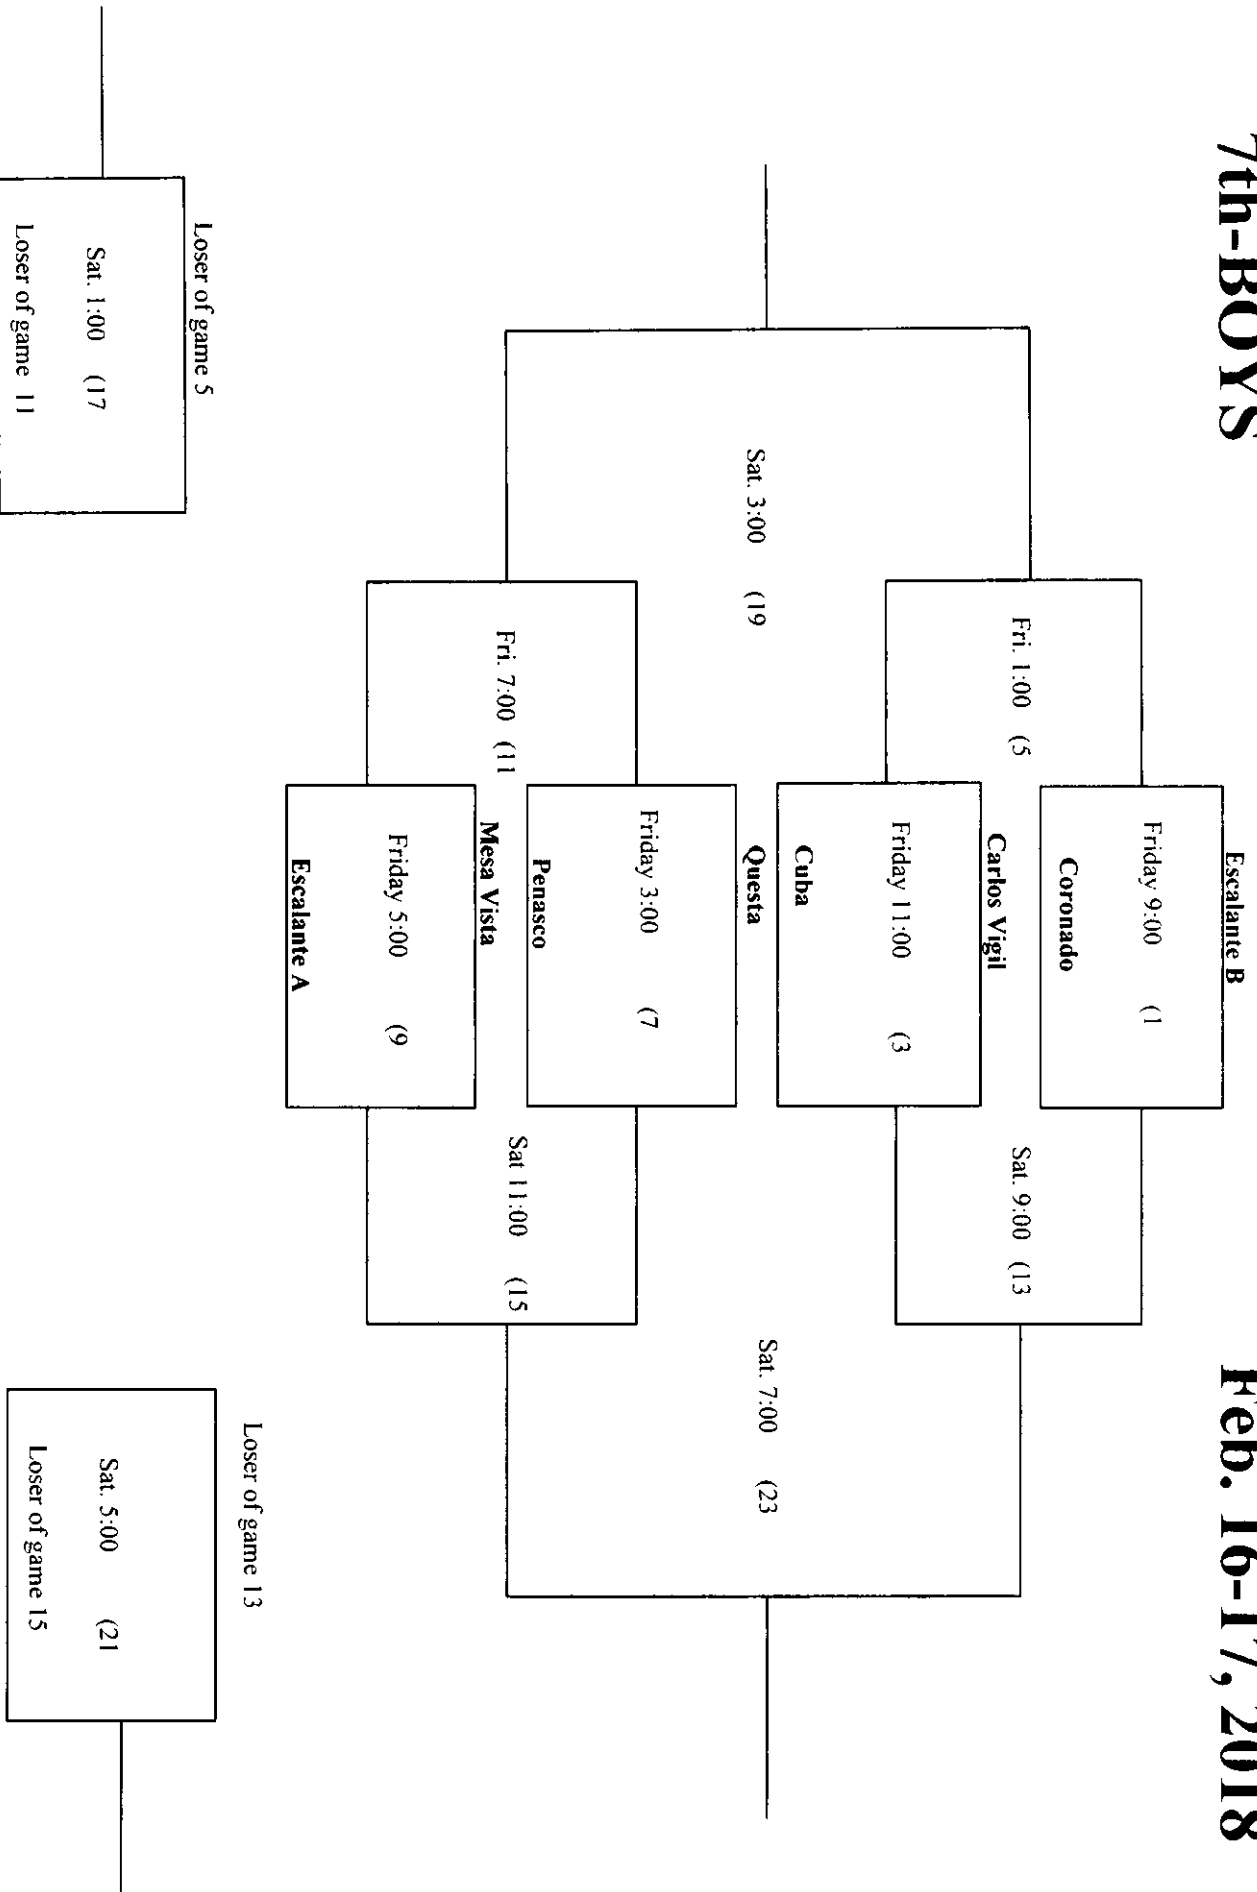 7th-BOYS
Feb. 16-17, 2018
Escalante B
Friday 9:00 (1
Coronado
Fri. 1:00 (5
Sat. 9:00 (13
Carlos Vigil
Friday 11:00 (3
Cuba
Sat. 3:00 (19
Sat. 7:00 (23
Questa
Friday 3:00 (7
Penasco
Fri. 7:00 (11
Sat 11:00 (15
Mesa Vista
Friday 5:00 (9
Escalante A
Loser of game 5
Sat. 1:00 (17
Loser of game 11
Loser of game 13
Sat. 5:00 (21
Loser of game 15